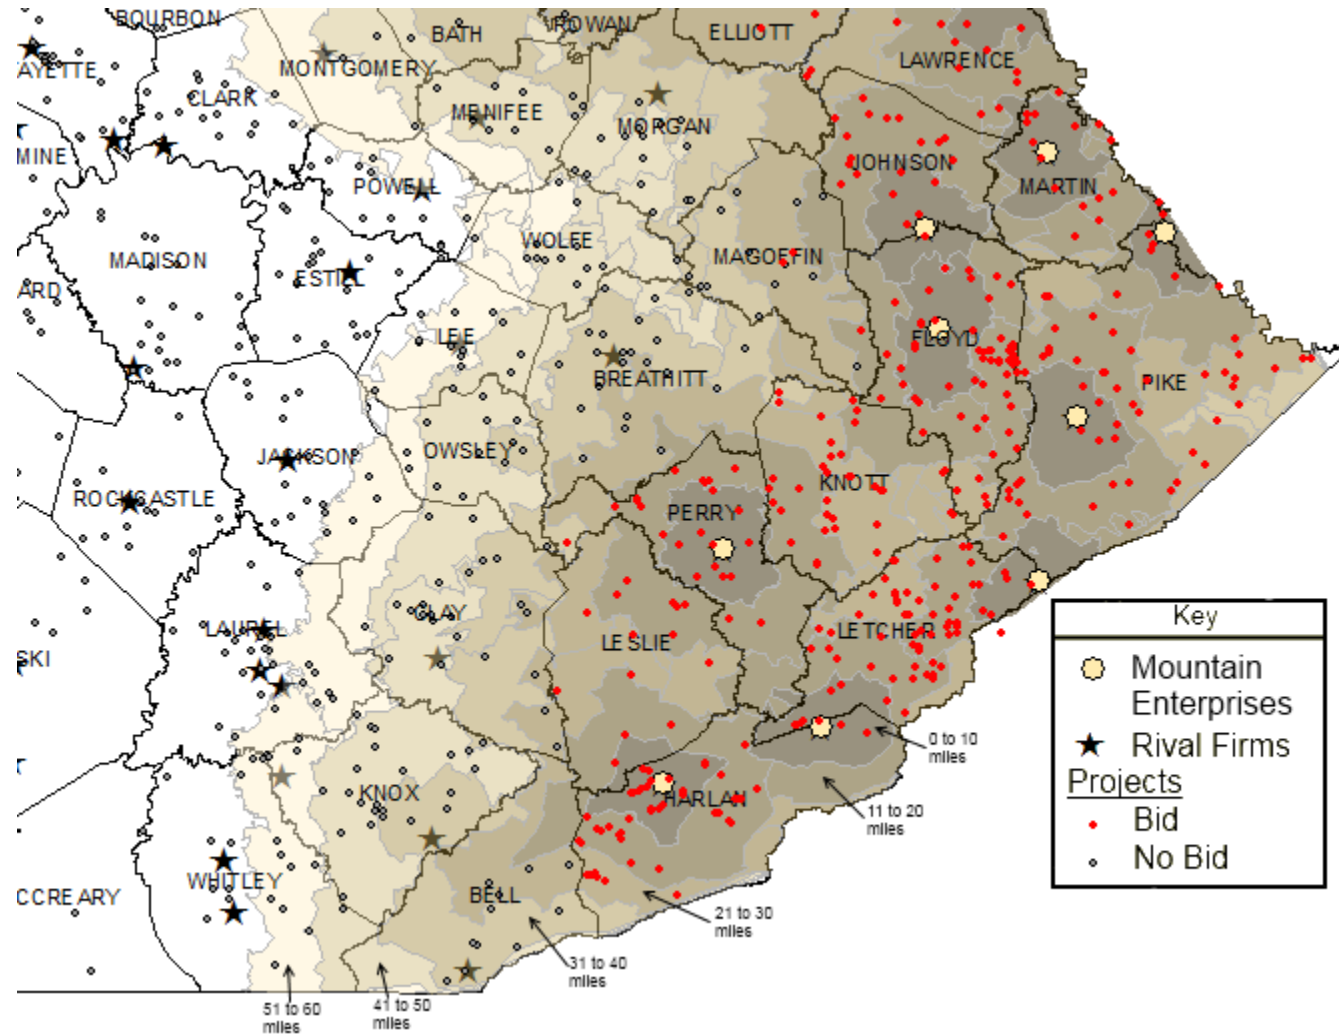 BOURBON
ROWAN
BATH
ELLIOTT
LAWRENCE
AYETTE
MONTGOMERY
CLARK
MENIFEE
MORGAN
MINE
JOHNSON
POWELL
MARTIN
WOLFE
MADISON
MAGOFFIN
ESTILL
ARD
LEE
FLOYD
BREATHITT
PIKE
OWSLEY
JACKSON
KNOTT
ROCKCASTLE
PERRY
CLAY
LAUREL
LETCHER
LESLIE
SKI
KNOX
HARLAN
WHITLEY
BELL
CCREARY
0 to 10
miles
11 to 20
miles
21 to 30
miles
31 to 40
miles
41 to 50
miles
51 to 60
miles
Key
Mountain
Enterprises
Rival Firms
Projects
Bid
No Bid